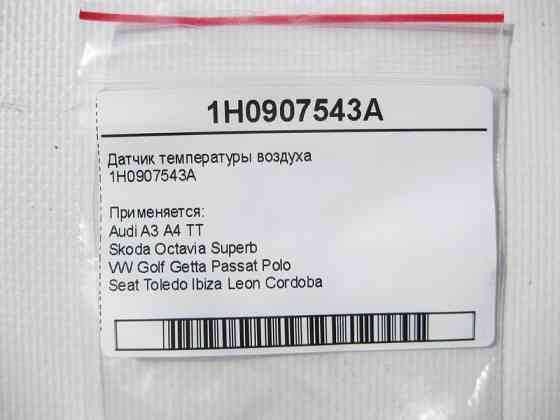 1H0907543A
Датчик температуры воздуха
1H0907543A
Применяется:
Audi A3 A4 TT
Skoda Octavia Superb
VW Golf Getta Passat Polo
Seat Toledo Ibiza Leon Cordoba